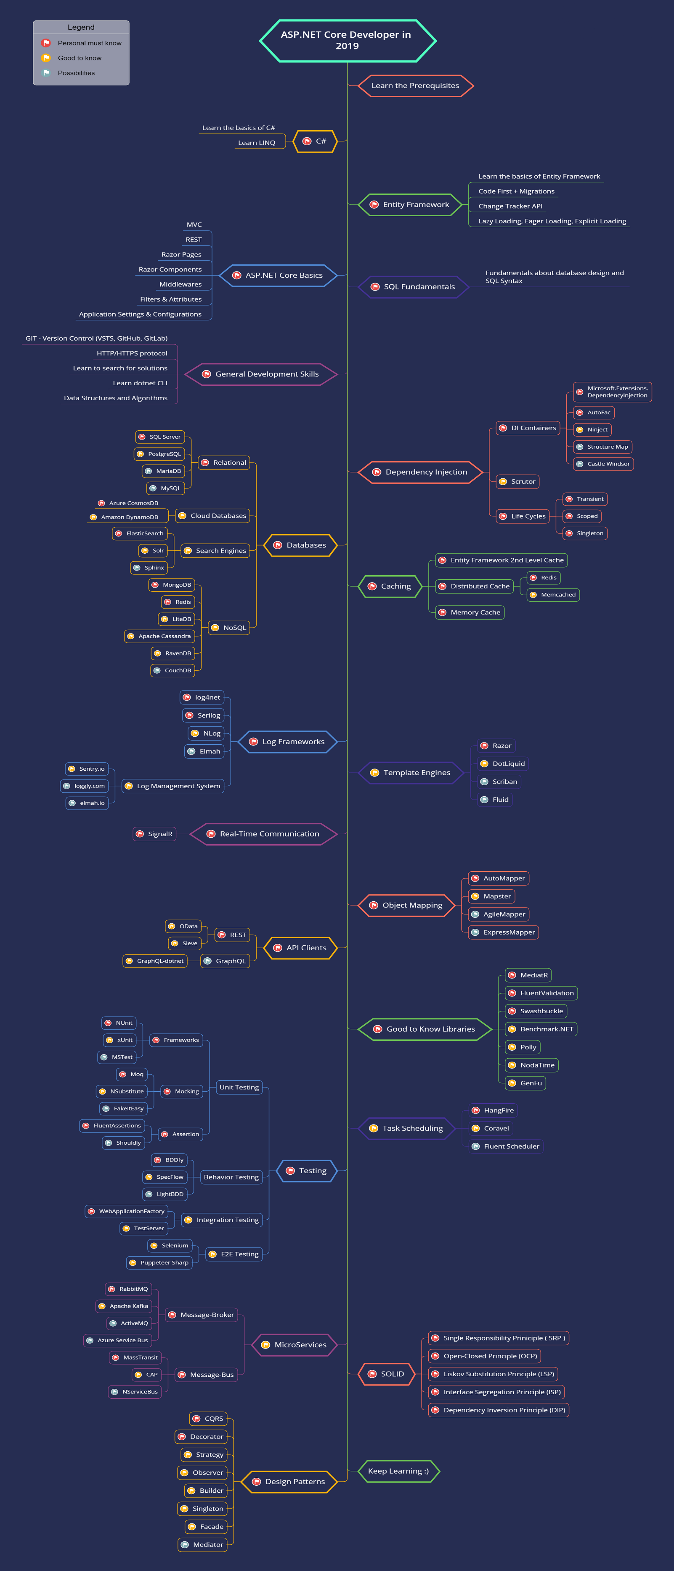 Legend
Personal must know
Good to know
Possibilities
ASP.NET Core Developer in
2019
Learn the Prerequisites
C#
Learn the basics of C#
Learn LINQ
Entity Framework
Learn the basics of Entity Framework
Code First + Migrations
Change Tracker API
Lazy Loading, Eager Loading, Explicit Loading
ASP.NET Core Basics
MVC
REST
Razor Pages
Razor Components
Middlewares
Filters & Attributes
Application Settings & Configurations
SQL Fundamentals
Fundamentals about database design and
SQL Syntax
General Development Skills
GIT - Version Control (VSTS, GitHub, GitLab)
HTTP/HTTPS protocol
Learn to search for solutions
Learn dotnet CLI
Data Structures and Algorithms
Dependency Injection
DI Containers
Microsoft.Extensions.
DependencyInjection
AutoFac
Ninject
Structure Map
Castle Windsor
Scrutor
Life Cycles
Transient
Scoped
Singleton
Databases
Relational
SQL Server
PostgreSQL
MariaDB
MySQL
Cloud Databases
Azure CosmosDB
Amazon DynamoDB
Search Engines
ElasticSearch
Solr
Sphinx
NoSQL
MongoDB
Redis
LiteDB
Apache Cassandra
RavenDB
CouchDB
Caching
Entity Framework 2nd Level Cache
Distributed Cache
Redis
Memcached
Memory Cache
Log Frameworks
log4net
Serilog
NLog
Elmah
Log Management System
Sentry.io
loggly.com
elmah.io
Template Engines
Razor
DotLiquid
Scriban
Fluid
Real-Time Communication
SignalR
Object Mapping
AutoMapper
Mapster
AgileMapper
ExpressMapper
API Clients
REST
OData
Sieve
GraphQL
GraphQL-dotnet
Good to Know Libraries
MediatR
FluentValidation
Swashbuckle
Benchmark.NET
Polly
NodaTime
GenFu
Testing
Unit Testing
Frameworks
NUnit
xUnit
MSTest
Mocking
Moq
NSubstitute
FakeItEasy
Assertion
FluentAssertions
Shouldly
Behavior Testing
BDDfy
SpecFlow
LightBDD
Integration Testing
WebApplicationFactory
TestServer
E2E Testing
Selenium
Puppeteer Sharp
Task Scheduling
HangFire
Coravel
Fluent Scheduler
MicroServices
Message-Broker
RabbitMQ
Apache Kafka
ActiveMQ
Azure Service Bus
Message-Bus
MassTransit
CAP
NServiceBus
SOLID
Single Responsibility Principle ( SRP )
Open-Closed Principle (OCP)
Liskov Substitution Principle (LSP)
Interface Segregation Principle (ISP)
Dependency Inversion Principle (DIP)
Design Patterns
CQRS
Decorator
Strategy
Observer
Builder
Singleton
Facade
Mediator
Keep Learning :)